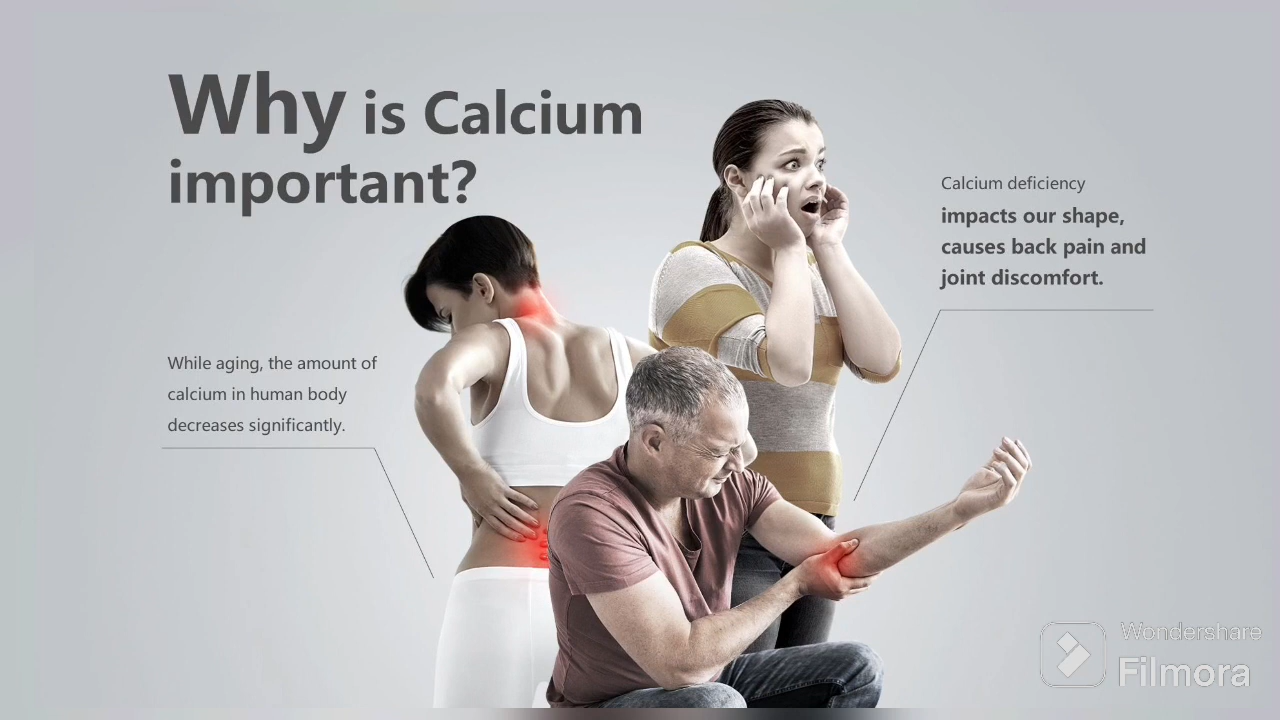 Why is Calcium
important?
Calcium deficiency
impacts our shape,
causes back pain and
joint discomfort.
While aging, the amount of
calcium in human body
decreases significantly.
Wondershare
Filmora